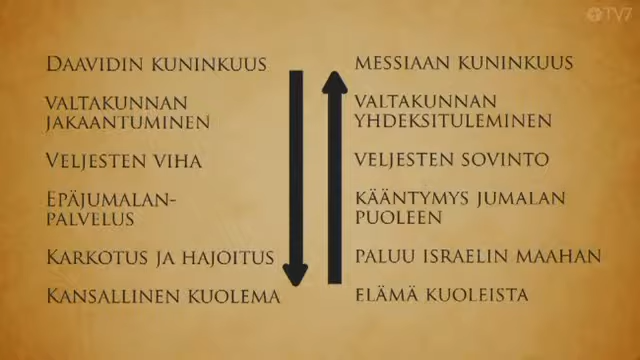 TV7
DAAVIDIN KUNINKUUS
VALTAKUNNAN
JAKAANTUMINEN
VELJESTEN VIHA
EPÄJUMALAN-
PALVELUS
KARKOTUS JA HAJOITUS
KANSALLINEN KUOLEMA
MESSIAAN KUNINKUUS
VALTAKUNNAN
YHDEKSITULEMINEN
VELJESTEN SOVINTO
KÄÄNTYMYS JUMALAN
PUOLEEN
PALUU ISRAELIN MAAHAN
ELÄMÄ KUOLEISTA